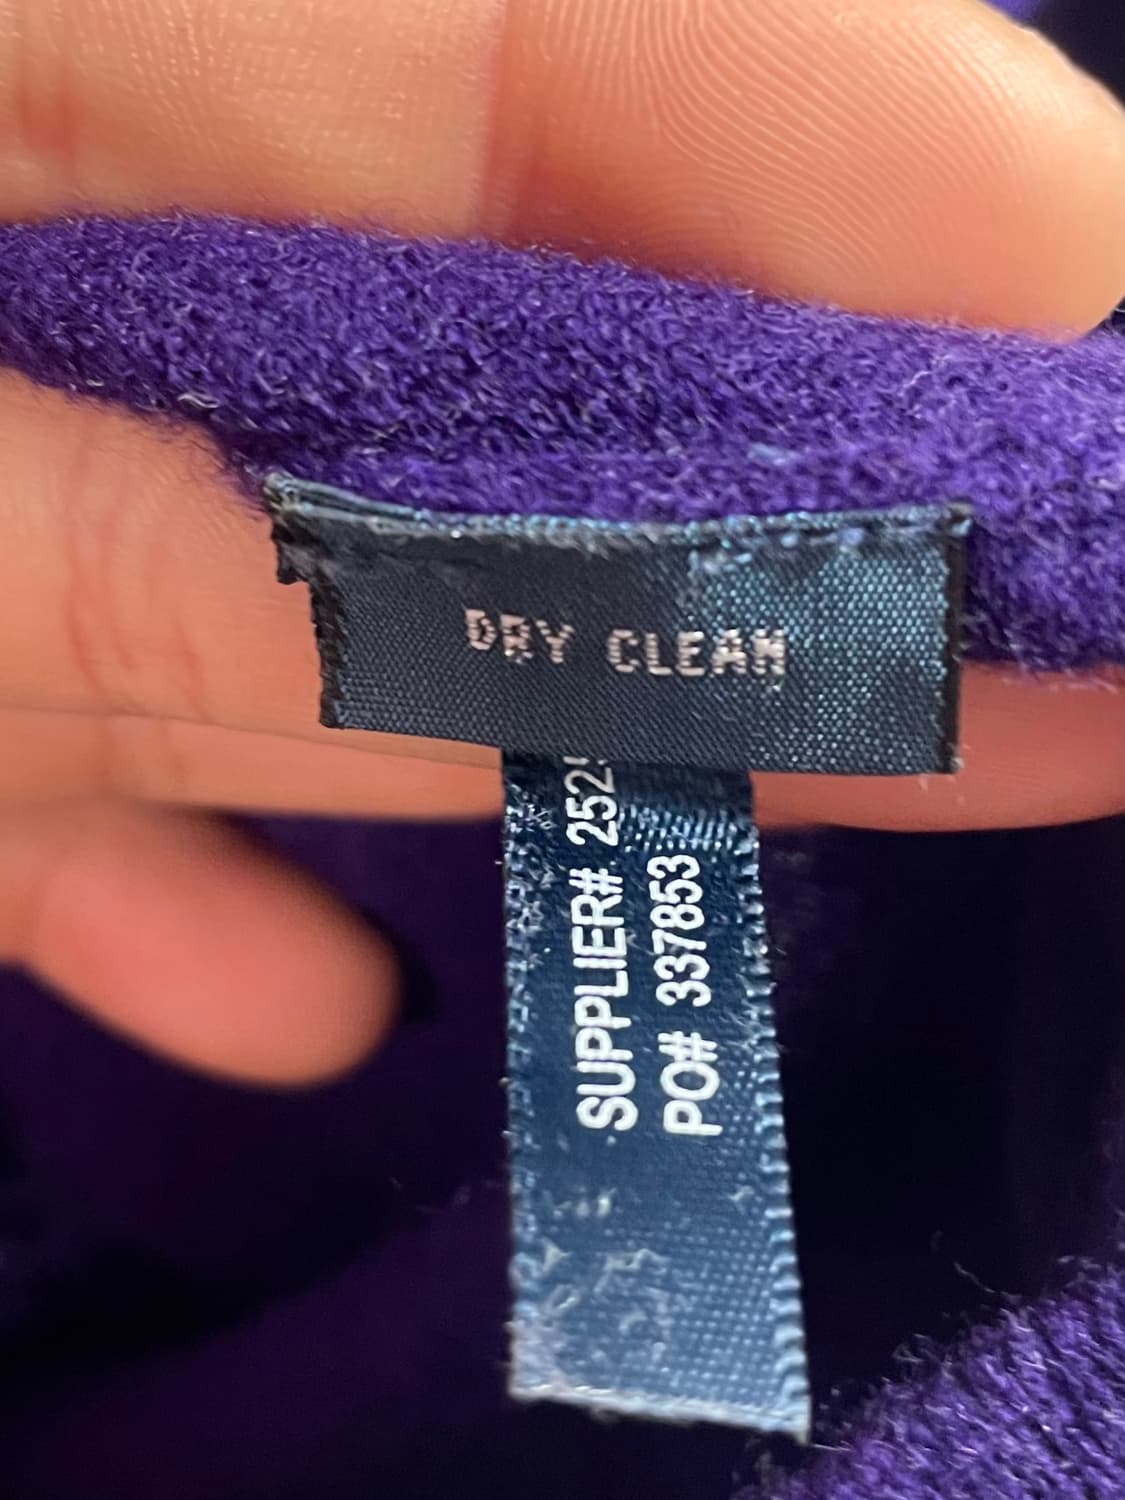 DRY CLEAN
SUPPLIER# 252
PO# 337853